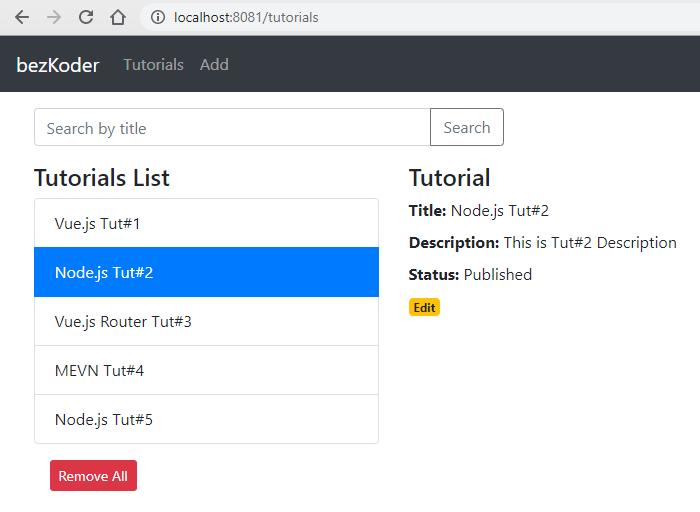 localhost:8081/tutorials
bezKoder Tutorials Add
Search by title Search
Tutorials List
Vue.js Tut#1
Node.js Tut#2
Vue.js Router Tut#3
MEVN Tut#4
Node.js Tut#5
Remove All
Tutorial
Title: Node.js Tut#2
Description: This is Tut#2 Description
Status: Published
Edit